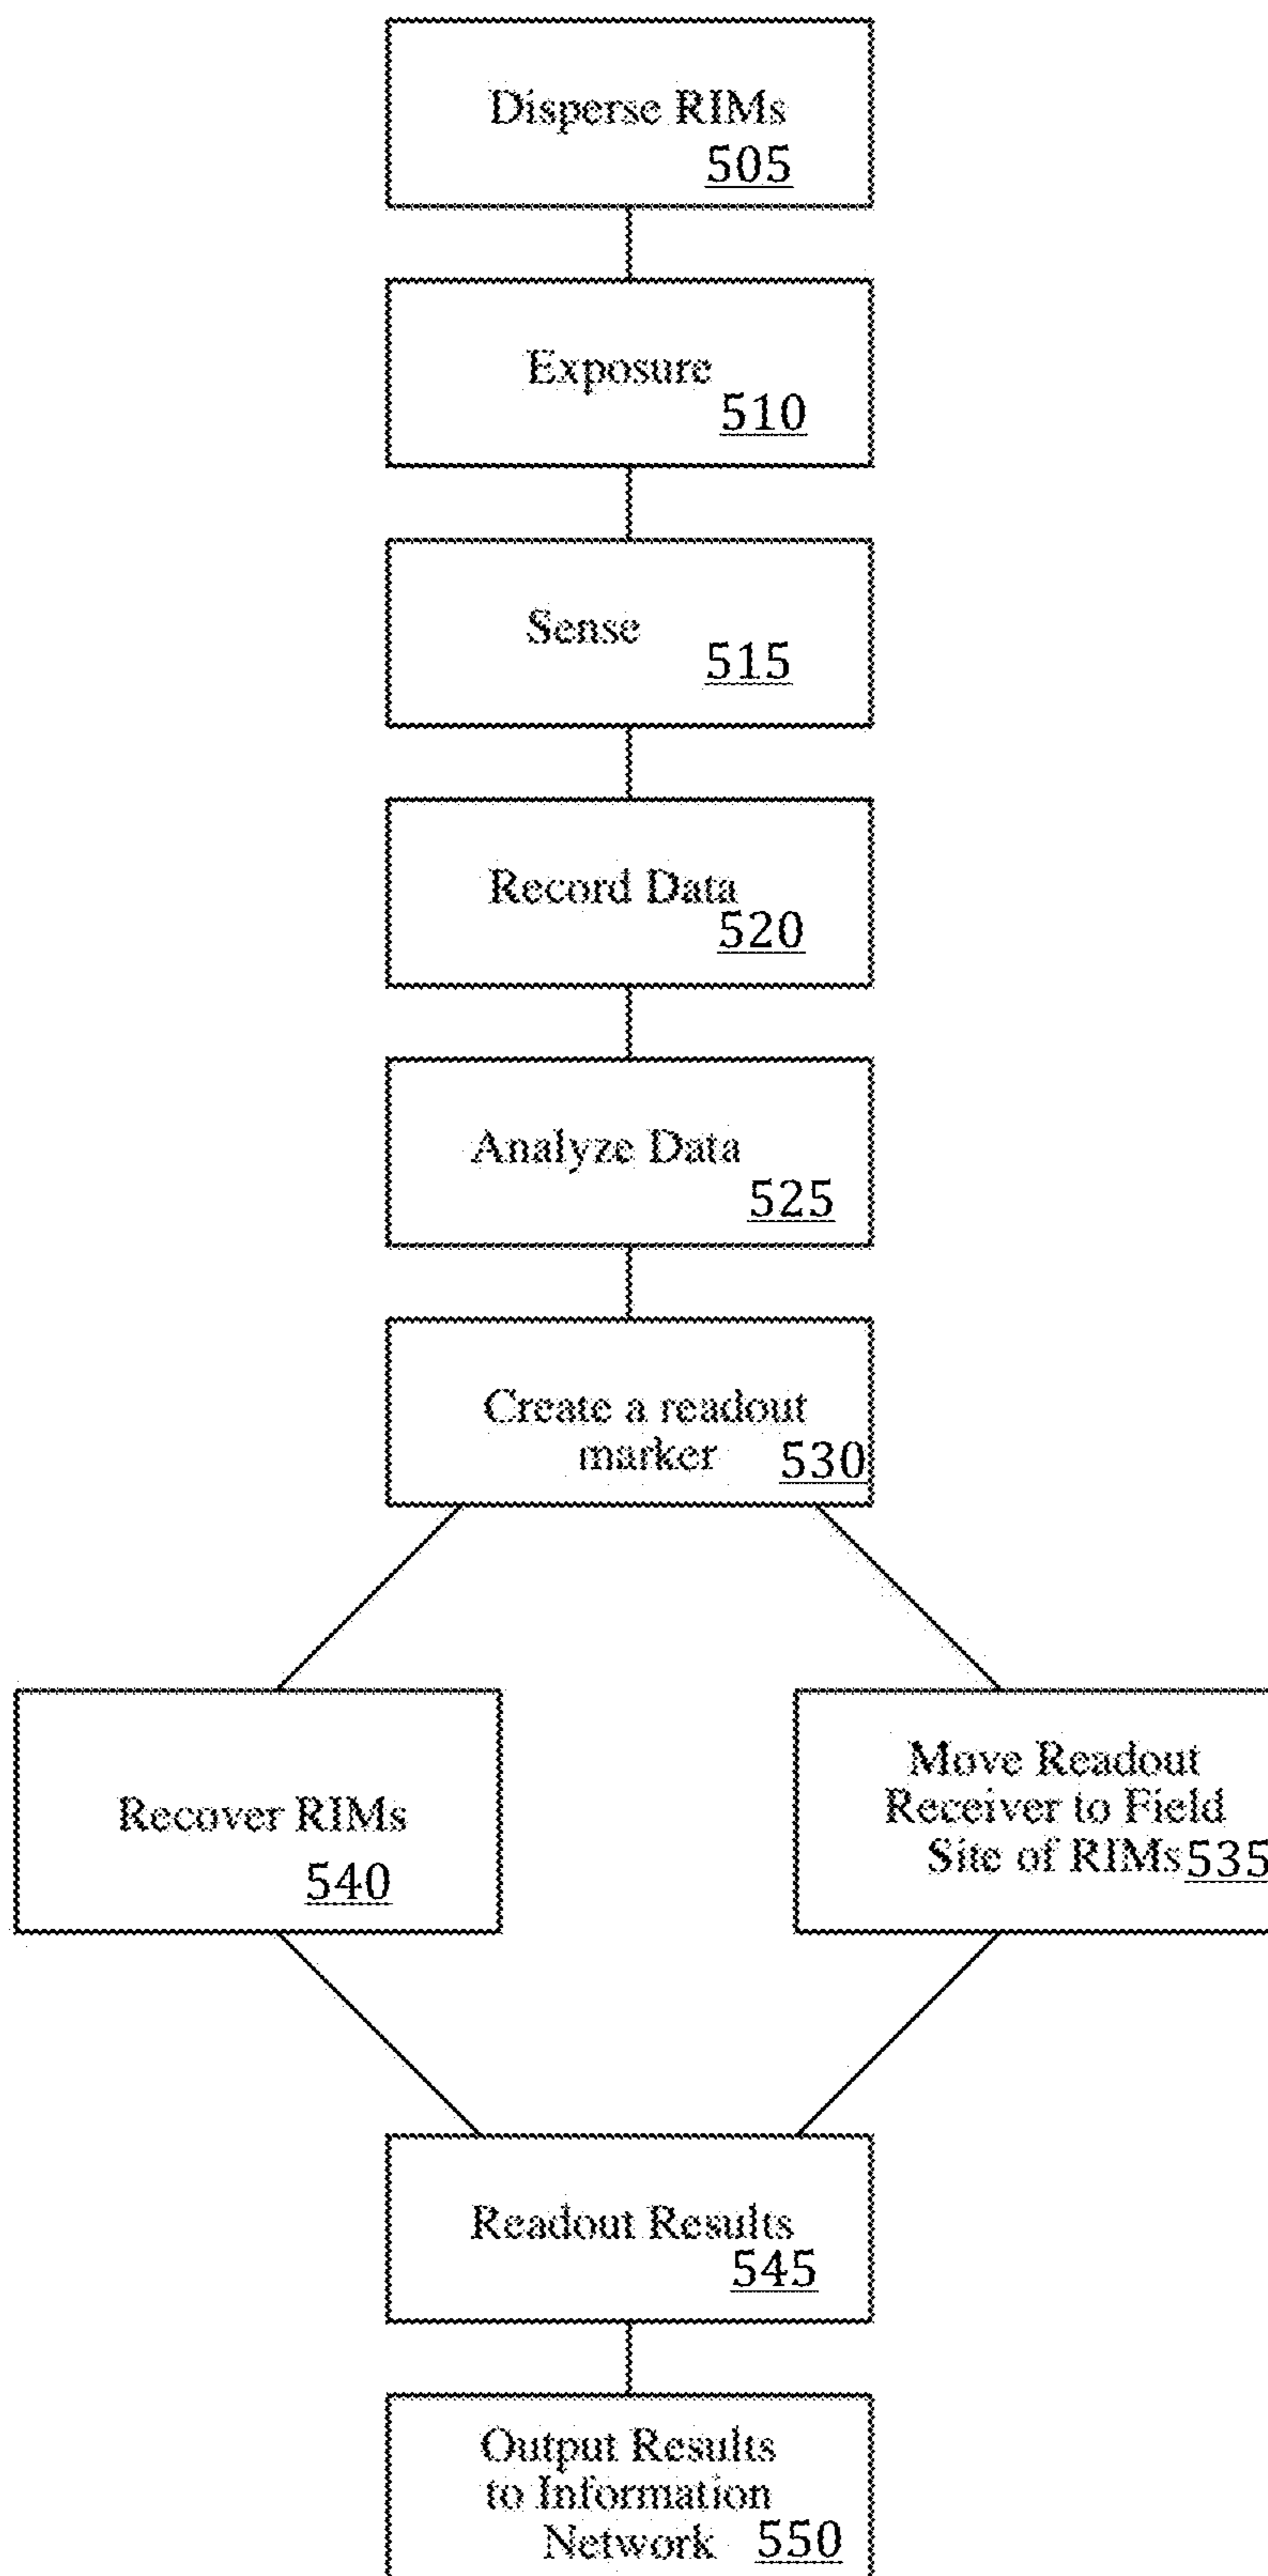 Disperse RIMs
505
Exposure
510
Sense
515
Record Data
520
Analyze Data
525
Create a readout
marker 530
Recover RIMs
540
Move Readout
Receiver to Field
Site of RIMs 535
Readout Results
545
Output Results
to Information
Network 550